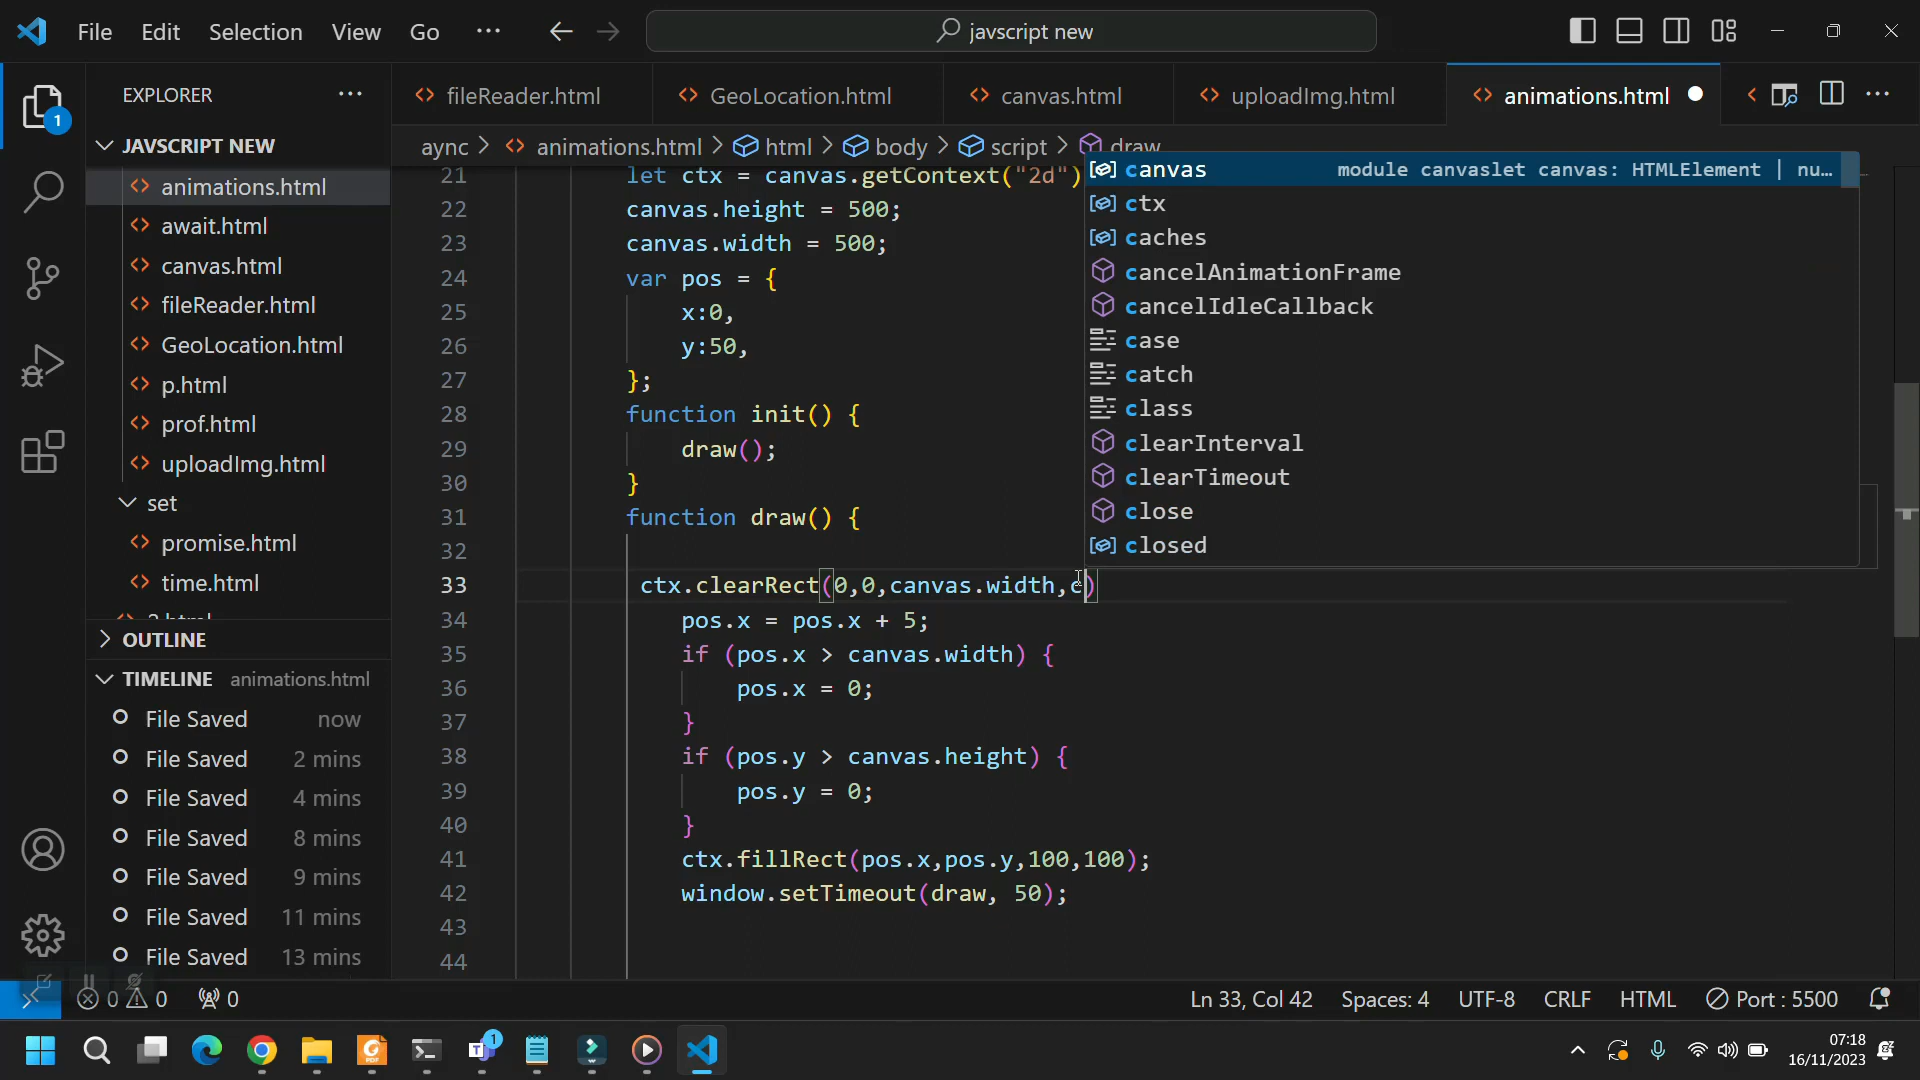 File Edit Selection View Go ··· javscript new
EXPLORER ···
fileReader.html GeoLocation.html canvas.html uploadImg.html animations.html
aync > animations.html > html > body > script > draw
JAVSCRIPT NEW
animations.html
await.html
canvas.html
fileReader.html
GeoLocation.html
p.html
prof.html
uploadImg.html
set
promise.html
time.html
OUTLINE
TIMELINE animations.html
File Saved now
File Saved 2 mins
File Saved 4 mins
File Saved 8 mins
File Saved 9 mins
File Saved 11 mins
File Saved 13 mins
1
21 let ctx = canvas.getContext("2d")
22 canvas.height = 500;
23 canvas.width = 500;
24 var pos = {
25 x:0,
26 y:50,
27 };
28 function init() {
29 draw();
30 }
31 function draw() {
32
33 ctx.clearRect(0,0,canvas.width,c)
34 pos.x = pos.x + 5;
35 if (pos.x > canvas.width) {
36 pos.x = 0;
37 }
38 if (pos.y > canvas.height) {
39 pos.y = 0;
40 }
41 ctx.fillRect(pos.x,pos.y,100,100);
42 window.setTimeout(draw, 50);
43
44
canvas module canvaslet canvas: HTMLElement | nu…
ctx
caches
cancelAnimationFrame
cancelIdleCallback
case
catch
class
clearInterval
clearTimeout
close
closed
0 0 0 Ln 33, Col 42 Spaces: 4 UTF-8 CRLF HTML Port : 5500
1
07:18
16/11/2023